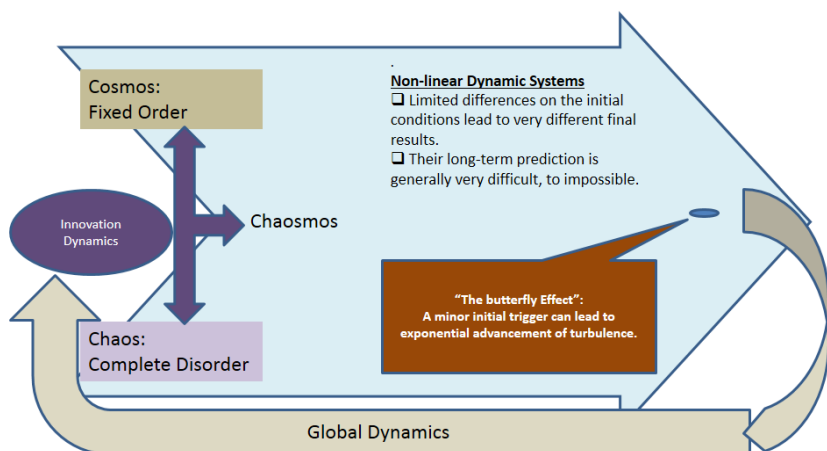 Cosmos:
Fixed Order
.
Non-linear Dynamic Systems
❑ Limited differences on the initial
conditions lead to very different final
results.
❑ Their long-term prediction is
generally very difficult, to impossible.
Innovation
Dynamics
Chaosmos
"The butterfly Effect":
A minor initial trigger can lead to
exponential advancement of turbulence.
Chaos:
Complete Disorder
Global Dynamics